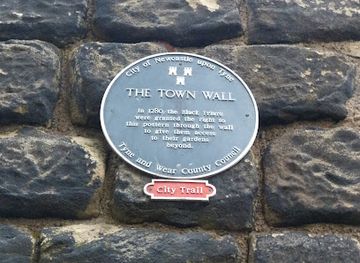 City of Newcastle upon Tyne
THE TOWN WALL
In 1280 the Black Friars
were granted the right to
this postern through the wall
to give them access
to their gardens
beyond.
Tyne and Wear County Council
City Trail